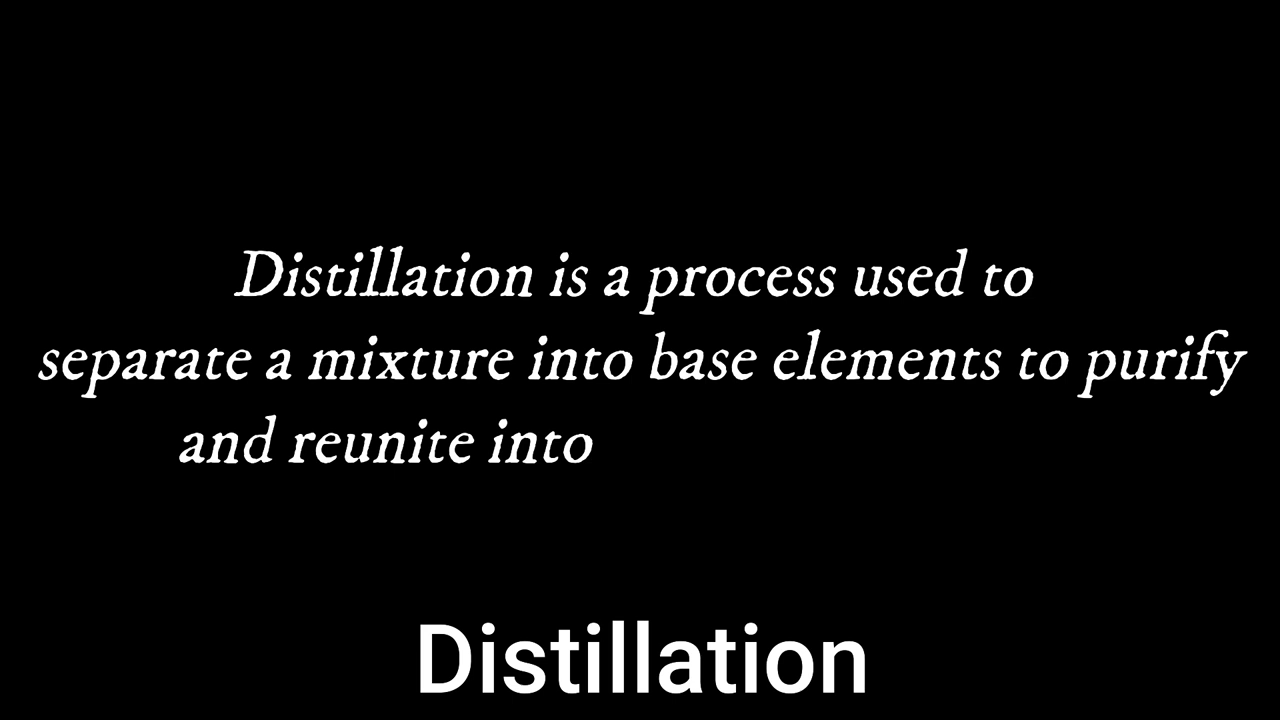 Distillation is a process used to
separate a mixture into base elements to purify
and reunite into
Distillation